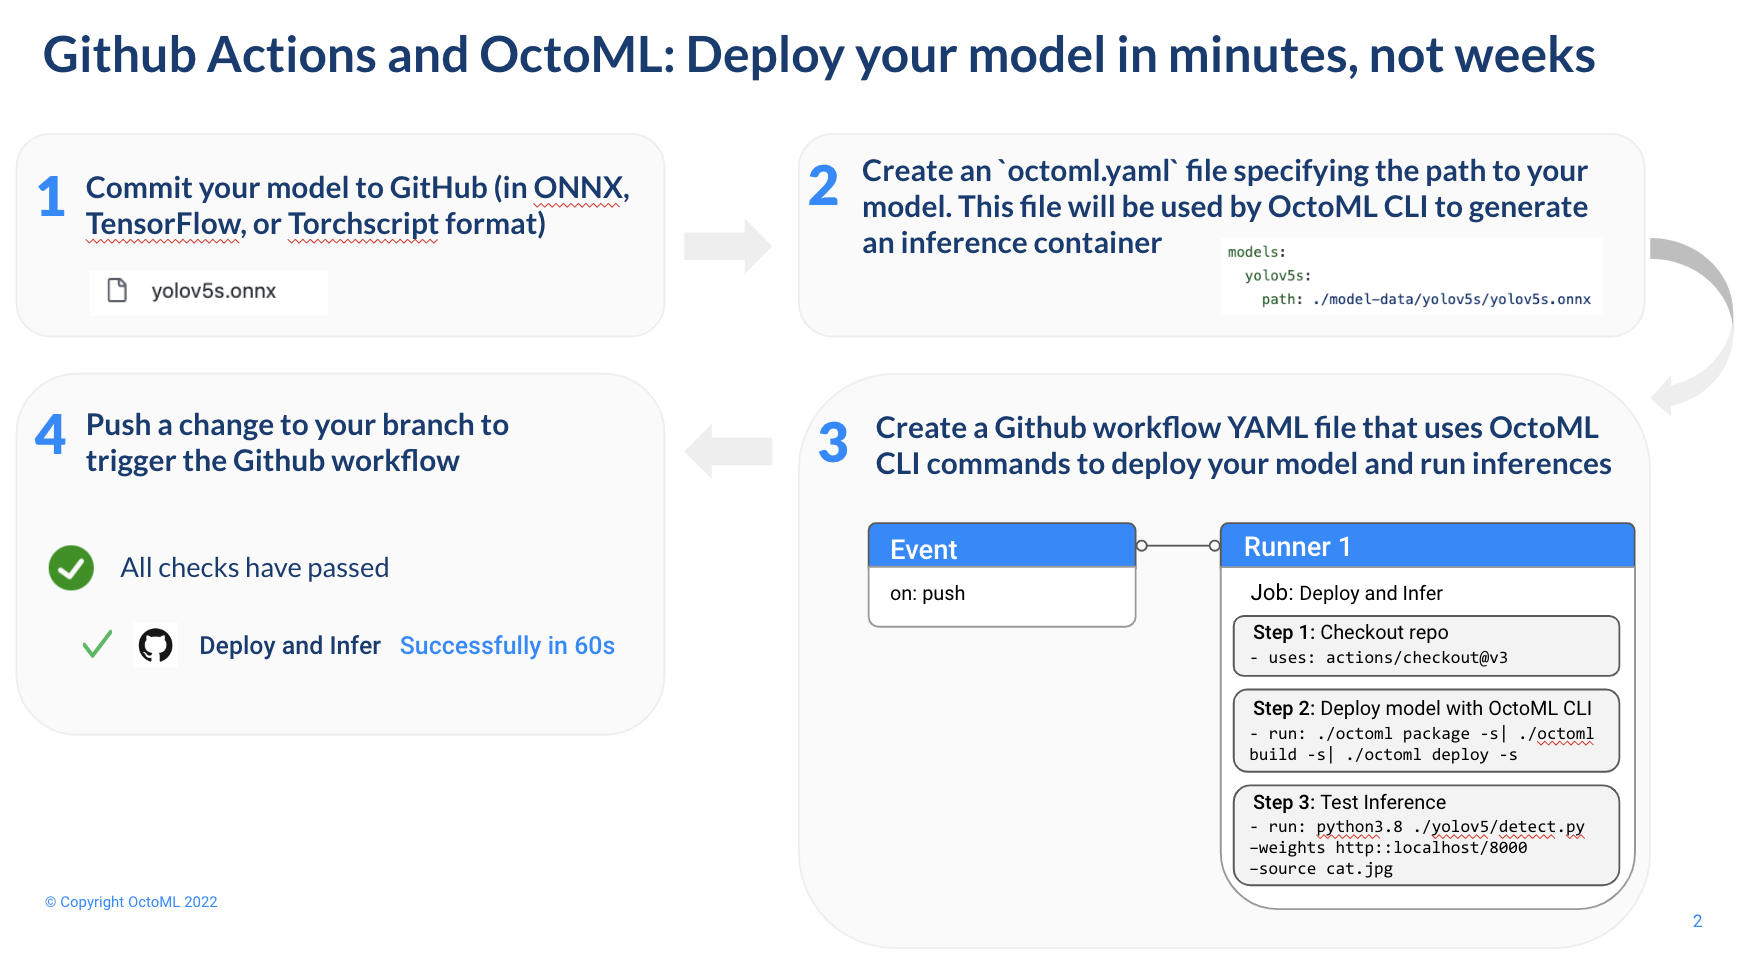 Github Actions and OctoML: Deploy your model in minutes, not weeks
1
Commit your model to GitHub (in ONNX,
TensorFlow, or Torchscript format)
yolov5s.onnx
2
Create an `octoml.yaml` file specifying the path to your
model. This file will be used by OctoML CLI to generate
an inference container
models:
yolov5s:
path: ./model-data/yolov5s/yolov5s.onnx
3
Create a Github workflow YAML file that uses OctoML
CLI commands to deploy your model and run inferences
Event
on: push
Runner 1
Job: Deploy and Infer
Step 1: Checkout repo
- uses: actions/checkout@v3
Step 2: Deploy model with OctoML CLI
- run: ./octoml package -s| ./octoml
build -s| ./octoml deploy -s
Step 3: Test Inference
- run: python3.8 ./yolov5/detect.py
–weights http::localhost/8000
–source cat.jpg
4
Push a change to your branch to
trigger the Github workflow
All checks have passed
Deploy and Infer Successfully in 60s
© Copyright OctoML 2022
2